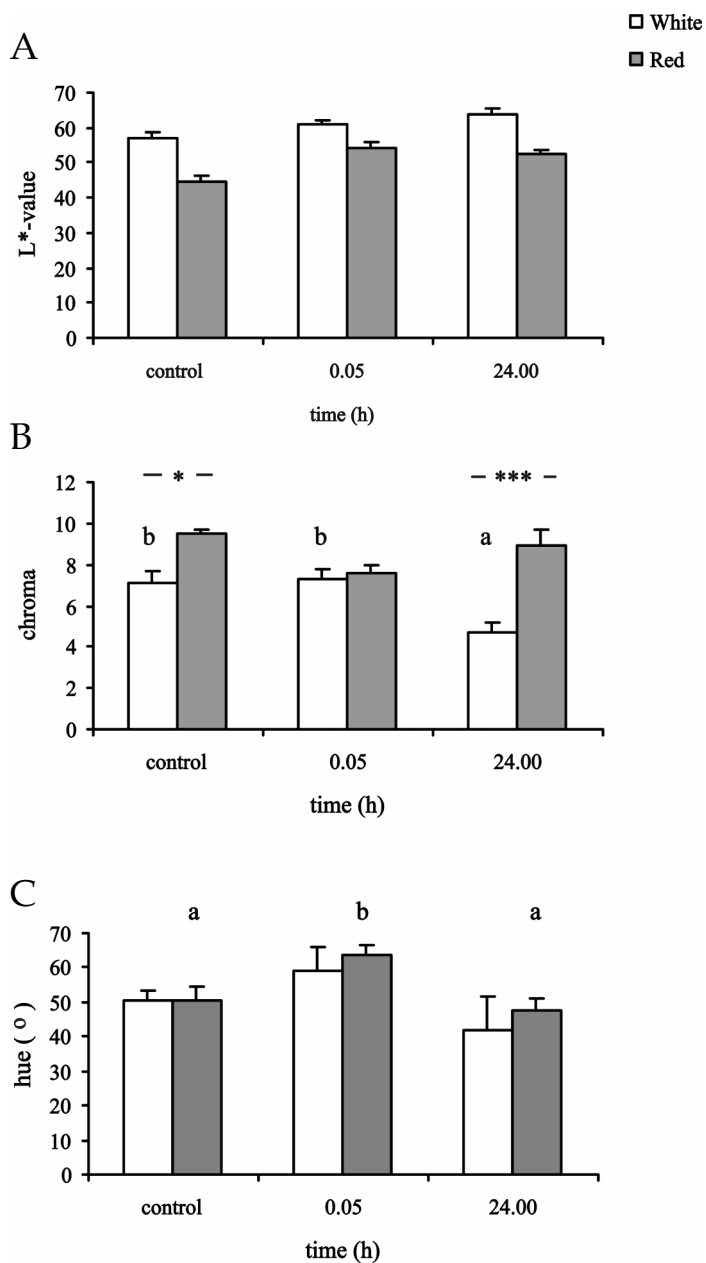 White
Red
A
70
60
50
40
30
20
10
0
L*-value
control 0.05 24.00
time (h)
B
* ***
12
10
8
6
4
2
0
b b a
chroma
control 0.05 24.00
time (h)
C
a b a
70
60
50
40
30
20
10
0
hue ( o )
control 0.05 24.00
time (h)